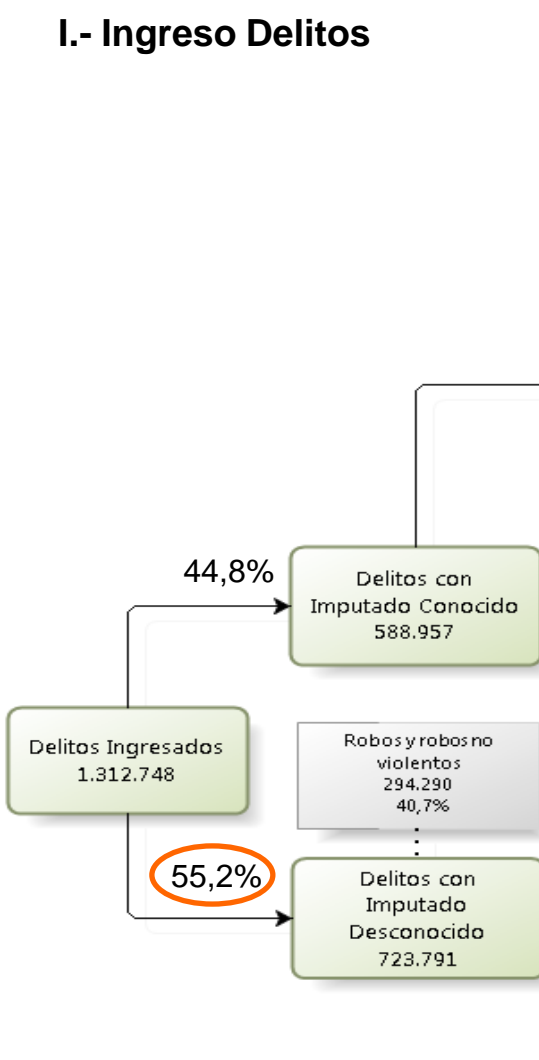 I.- Ingreso Delitos
44,8%
Delitos con
Imputado Conocido
588.957
Delitos Ingresados
1.312.748
Robos y robos no
violentos
294.290
40,7%
55,2%
Delitos con
Imputado
Desconocido
723.791